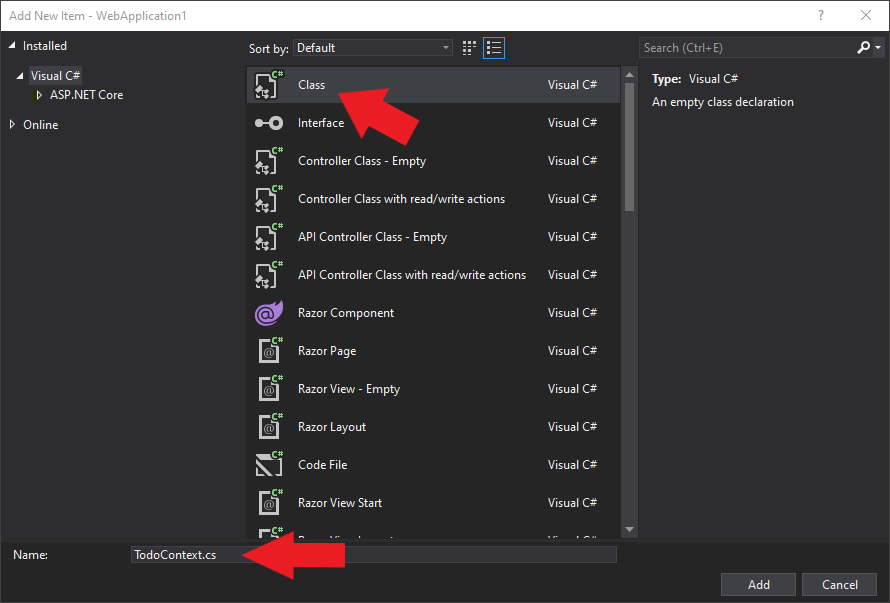 Add New Item - WebApplication1
?
Installed
Visual C#
ASP.NET Core
Online
Sort by: Default
Search (Ctrl+E)
C# Class Visual C#
Interface Visual C#
C# Controller Class - Empty Visual C#
C# Controller Class with read/write actions Visual C#
C# API Controller Class - Empty Visual C#
C# API Controller Class with read/write actions Visual C#
@ Razor Component Visual C#
C# @ Razor Page Visual C#
C# @ Razor View - Empty Visual C#
C# @ Razor Layout Visual C#
C# Code File Visual C#
C# @ Razor View Start Visual C#
C#
Type: Visual C#
An empty class declaration
Name: TodoContext.cs
Add Cancel